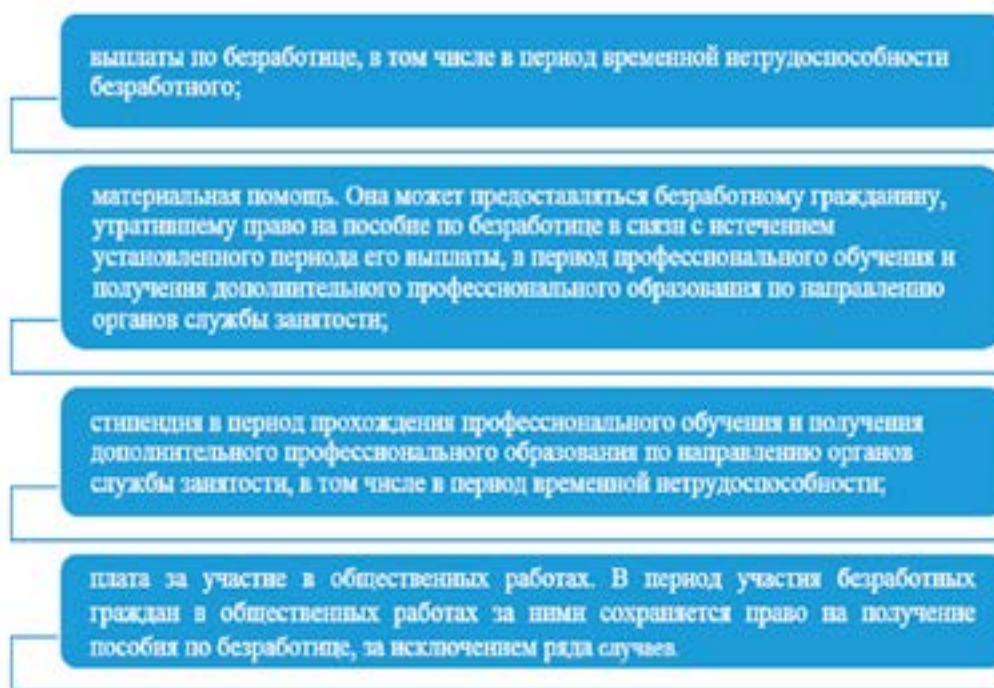 выплаты по безработице, в том числе в период временной нетрудоспособности
безработного;
материальная помощь. Она может предоставляться безработному гражданину,
утратившему право на пособие по безработице в связи с истечением
установленного периода его выплаты, в период профессионального обучения и
получения дополнительного профессионального образования по направлению
органов службы занятости;
стипендия в период прохождения профессионального обучения и получения
дополнительного профессионального образования по направлению органов
службы занятости, в том числе в период временной нетрудоспособности;
плата за участие в общественных работах. В период участия безработных
граждан в общественных работах за ними сохраняется право на получение
пособия по безработице, за исключением ряда случаев.